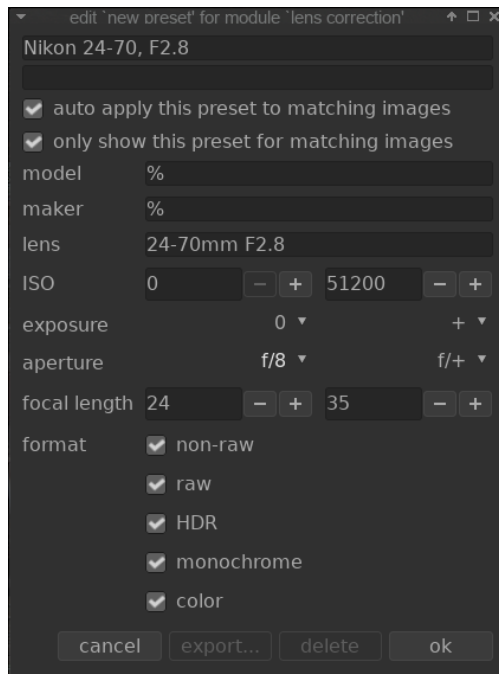 edit `new preset' for module `lens correction'
Nikon 24-70, F2.8
auto apply this preset to matching images
only show this preset for matching images
model %
maker %
lens 24-70mm F2.8
ISO 0 − + 51200 − +
exposure 0 +
aperture f/8 f/+
focal length 24 − + 35 − +
format non-raw
raw
HDR
monochrome
color
cancel export... delete ok